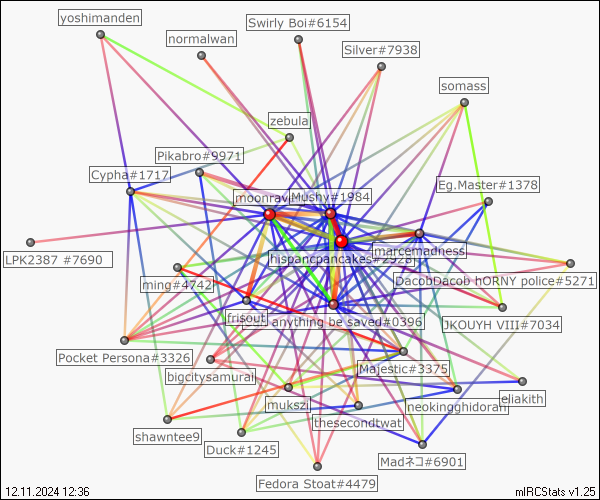 yoshimanden
Swirly Boi#6154
normalwan
Silver#7938
somass
zebula
Pikabro#9971
Cypha#1717
Eg.Master#1378
moonrav
Mushy#1984
marcemadness
LPK2387 #7690
hispancpancakes#2928
DacobDacob hORNY police#5271
ming#4742
frisout
anything be saved#0396
JKOUYH VIII#7034
Pocket Persona#3326
Majestic#3375
bigcitysamurai
mukszi
neokingghidorah
eliakith
thesecondtwat
shawntee9
Duck#1245
Madネコ#6901
Fedora Stoat#4479
12.11.2024 12:36
mIRCStats v1.25